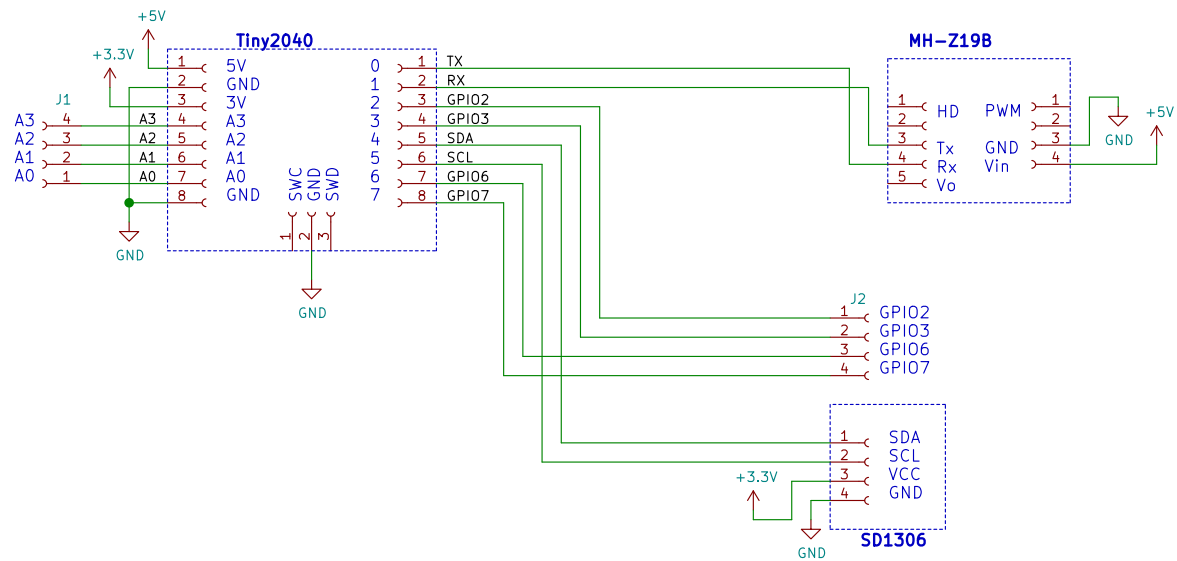 +5V
Tiny2040
MH-Z19B
+3.3V
1 5V 0 1 TX
2 GND 1 2 RX
J1
3 3V 2 3 GPIO2
1 HD PWM 1
+5V
A3 4 A3 4 A3 3 4 GPIO3
2 2
GND
A2 3 A2 5 A2 4 5 SDA
3 Tx GND 3
A1 2 A1 6 A1 5 6 SCL
4 Rx Vin 4
A0 1 A0 7 A0 6 7 GPIO6
5 Vo
8 GND 7 8 GPIO7
SWC GND SWD
1 2 3
GND
GND
J2
1 GPIO2
2 GPIO3
3 GPIO6
4 GPIO7
1 SDA
2 SCL
+3.3V
3 VCC
4 GND
SD1306
GND